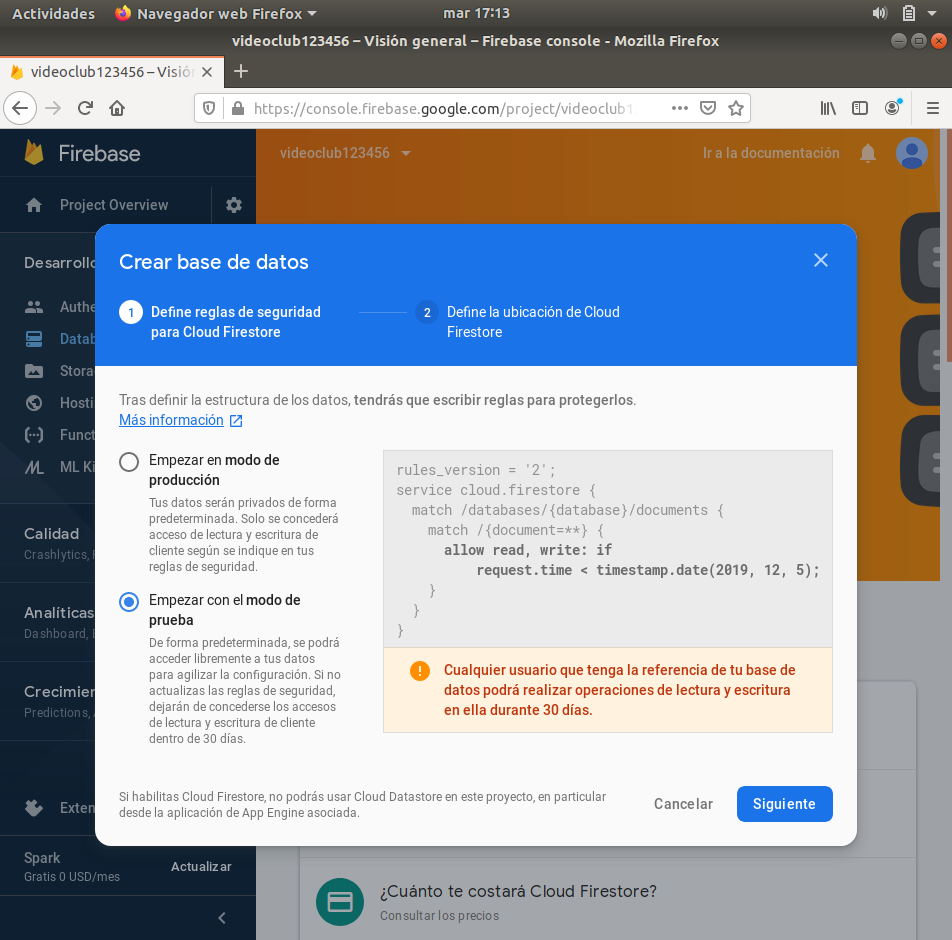 Actividades
Navegador web Firefox
mar 17:13
videoclub123456 – Visión general – Firebase console - Mozilla Firefox
videoclub123456 – Visión
https://console.firebase.google.com/project/videoclub1
Firebase
videoclub123456
Ir a la documentación
Project Overview
Crear base de datos
1
Define reglas de seguridad
para Cloud Firestore
2
Define la ubicación de Cloud
Firestore
Desarrollo
Authe
Datab
Stora
Hosti
Funct
ML Ki
Calidad
Crashlytics,
Analíticas
Dashboard,
Crecimien
Predictions,
Exten
Spark
Gratis 0 USD/mes
Actualizar
Tras definir la estructura de los datos, tendrás que escribir reglas para protegerlos.
Más información
Empezar en modo de
producción
Tus datos serán privados de forma
predeterminada. Solo se concederá
acceso de lectura y escritura de
cliente según se indique en tus
reglas de seguridad.
Empezar con el modo de
prueba
De forma predeterminada, se podrá
acceder libremente a tus datos
para agilizar la configuración. Si no
actualizas las reglas de seguridad,
dejarán de concederse los accesos
de lectura y escritura de cliente
dentro de 30 días.
rules_version = '2';
service cloud.firestore {
match /databases/{database}/documents {
match /{document=**} {
allow read, write: if
request.time < timestamp.date(2019, 12, 5);
}
}
}
Cualquier usuario que tenga la referencia de tu base de
datos podrá realizar operaciones de lectura y escritura
en ella durante 30 días.
Si habilitas Cloud Firestore, no podrás usar Cloud Datastore en este proyecto, en particular
desde la aplicación de App Engine asociada.
Cancelar
Siguiente
¿Cuánto te costará Cloud Firestore?
Consultar los precios